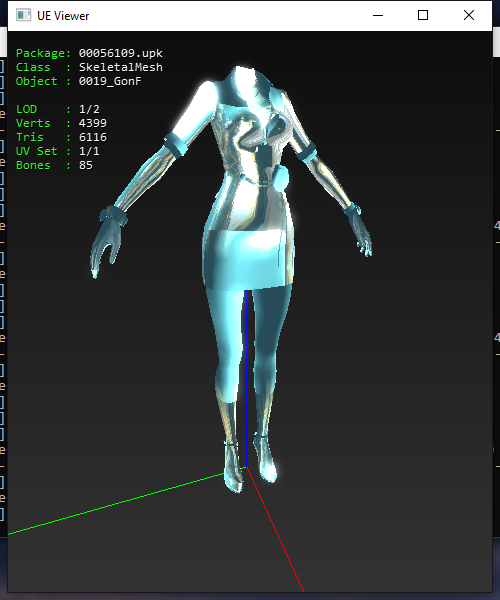 UE Viewer
Package: 00056109.upk
Class : SkeletalMesh
Object : 0019_GonF
LOD : 1/2
Verts : 4399
Tris : 6116
UV Set : 1/1
Bones : 85